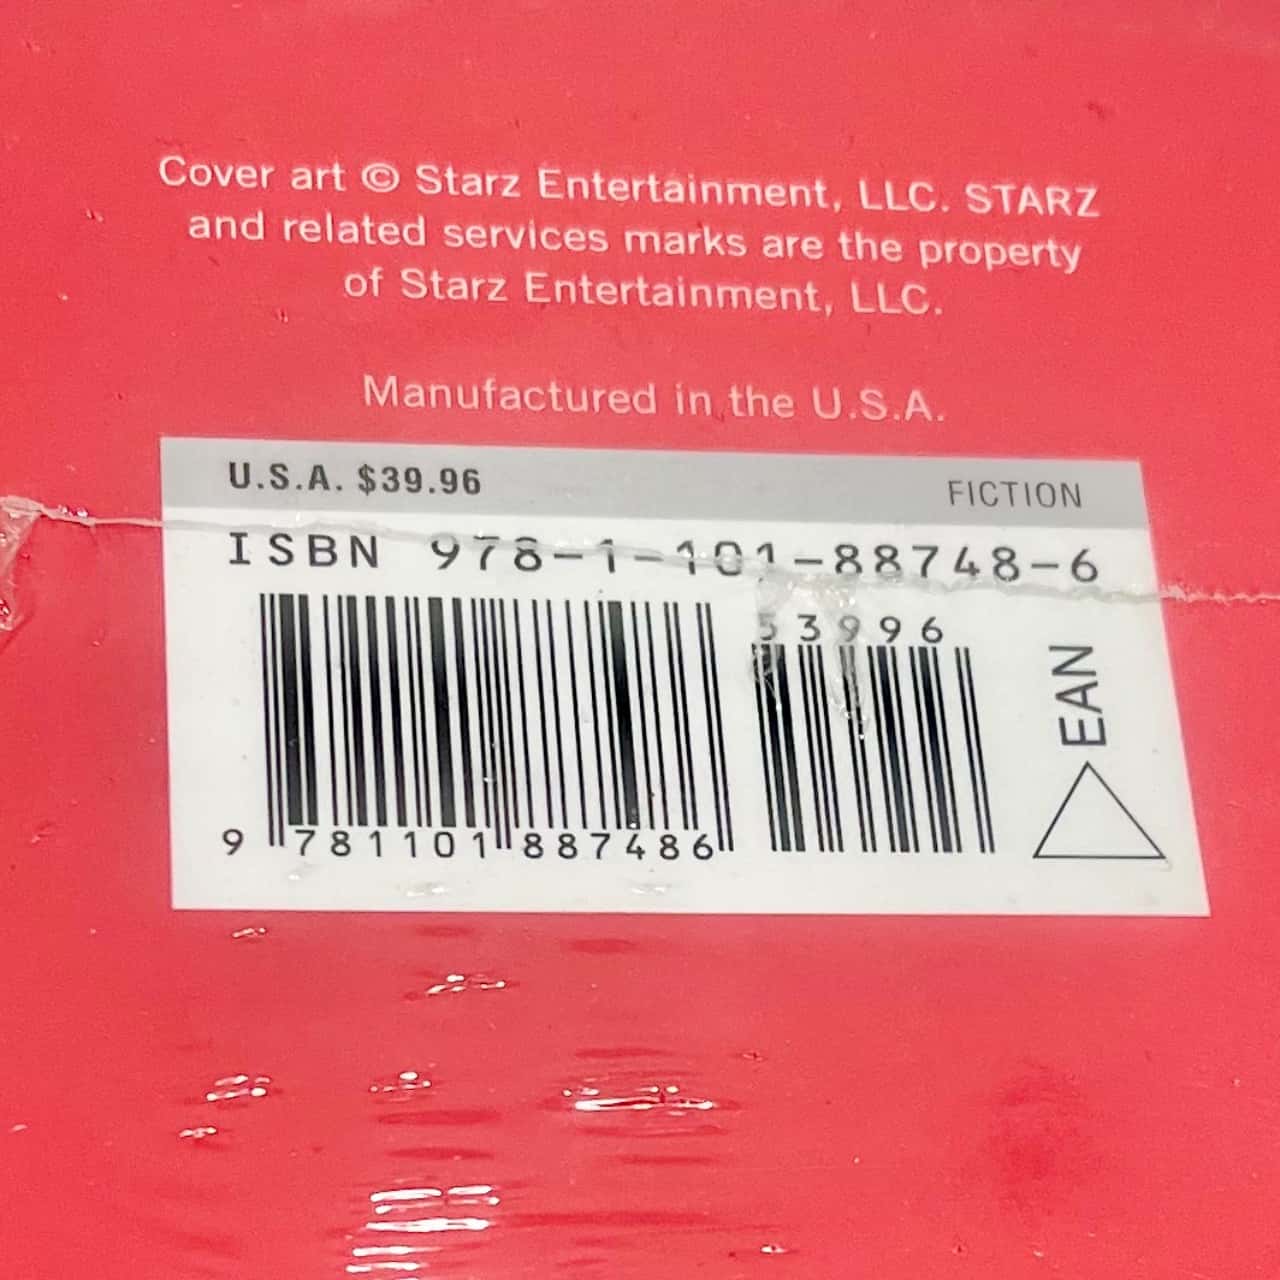 Cover art © Starz Entertainment, LLC. STARZ
and related services marks are the property
of Starz Entertainment, LLC.
Manufactured in the U.S.A.
U.S.A. $39.96 FICTION
ISBN 978-1-101-88748-6
53996
EAN
9 781101 887486